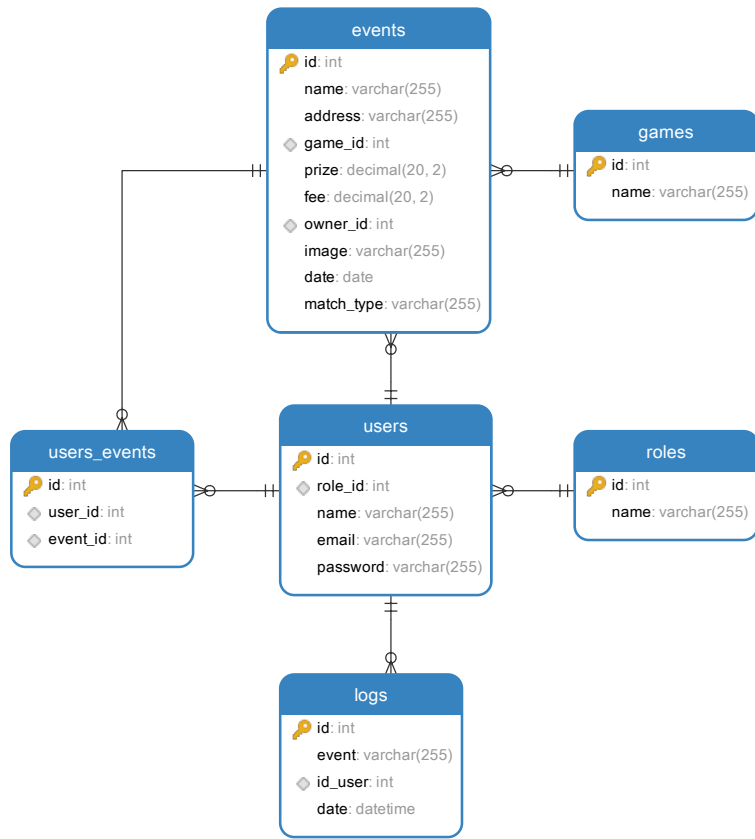 events
id: int
name: varchar(255)
address: varchar(255)
game_id: int
prize: decimal(20, 2)
fee: decimal(20, 2)
owner_id: int
image: varchar(255)
date: date
match_type: varchar(255)
games
id: int
name: varchar(255)
users_events
id: int
user_id: int
event_id: int
users
id: int
role_id: int
name: varchar(255)
email: varchar(255)
password: varchar(255)
roles
id: int
name: varchar(255)
logs
id: int
event: varchar(255)
id_user: int
date: datetime